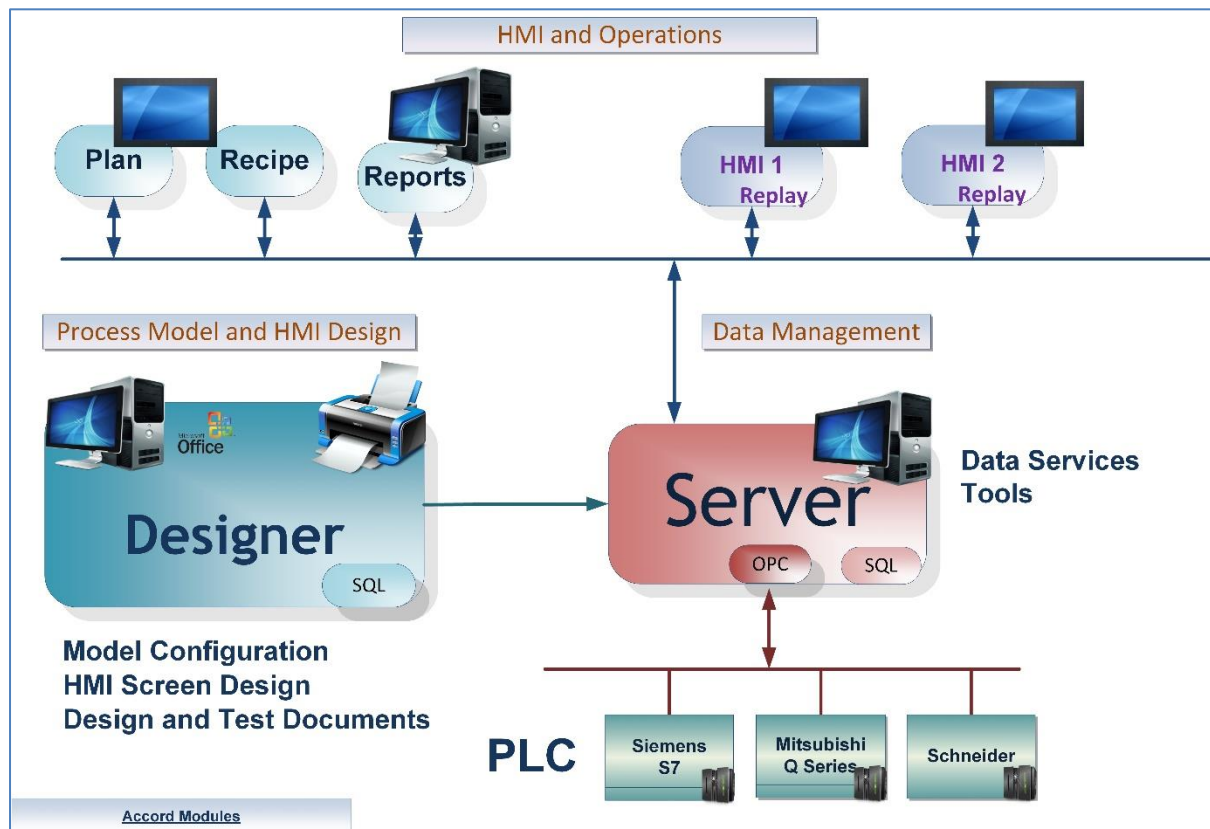 HMI and Operations
Plan
Recipe
Reports
HMI 1
Replay
HMI 2
Replay
Process Model and HMI Design
Data Management
Microsoft
Office
Designer
SQL
Server
OPC
SQL
Data Services
Tools
Model Configuration
HMI Screen Design
Design and Test Documents
PLC
Siemens
S7
Mitsubishi
Q Series
Schneider
Accord Modules